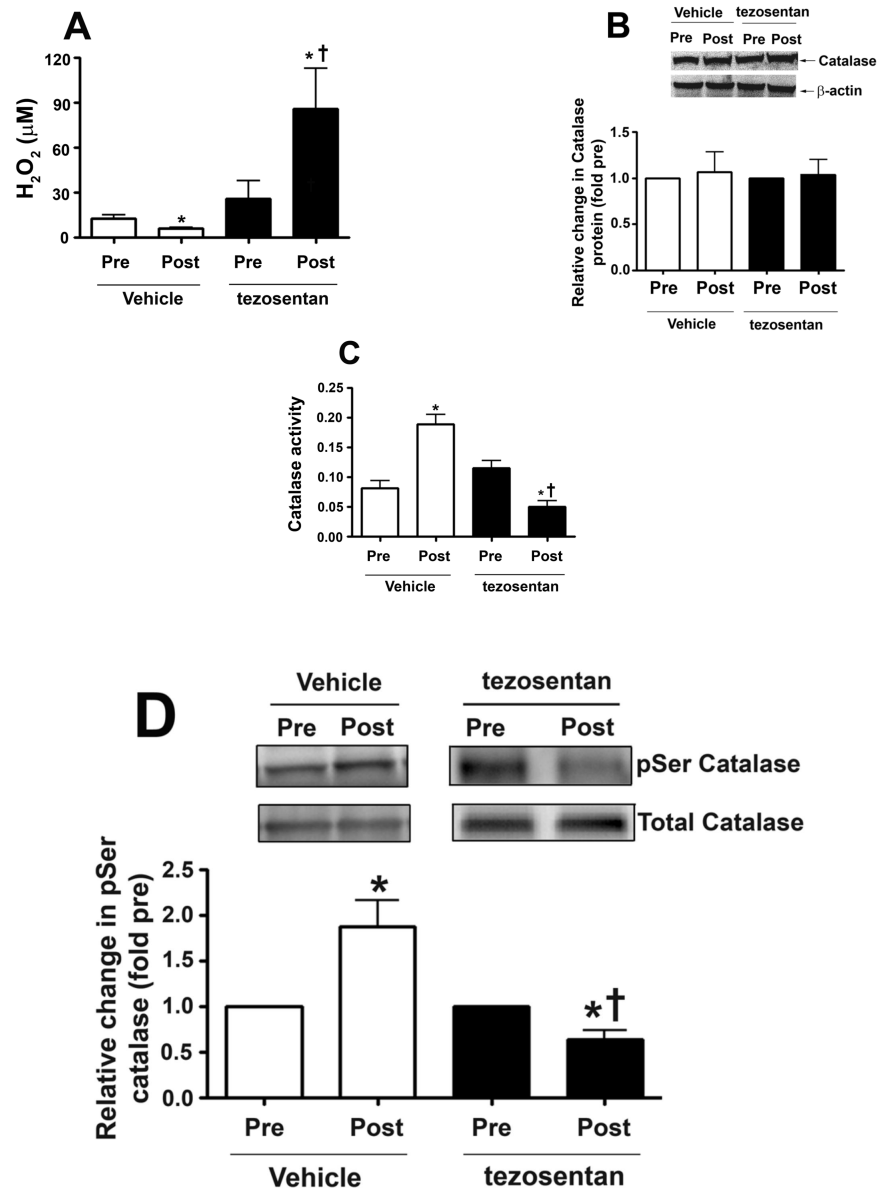 A
H2O2 (µM)
120
90
60
30
0
*
*†
Pre Post Pre Post
Vehicle tezosentan
B
Vehicle tezosentan
Pre Post Pre Post
Catalase
β-actin
Relative change in Catalase
protein (fold pre)
1.5
1.0
0.5
0.0
Pre Post Pre Post
Vehicle tezosentan
C
Catalase activity
0.25
0.20
0.15
0.10
0.05
0.00
*
*†
Pre Post Pre Post
Vehicle tezosentan
D
Vehicle tezosentan
Pre Post Pre Post
pSer Catalase
Total Catalase
Relative change in pSer
catalase (fold pre)
2.5
2.0
1.5
1.0
0.5
0.0
*
*†
Pre Post Pre Post
Vehicle tezosentan